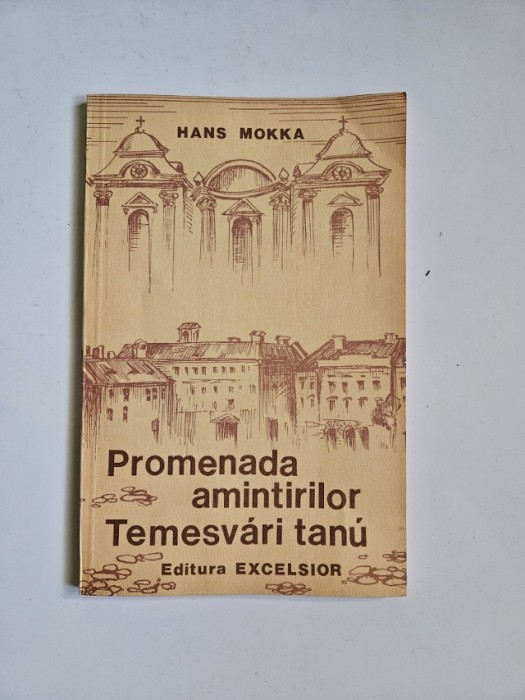 HANS MOKKA
Promenada
amintirilor
Temesvári tanú
Editura EXCELSIOR